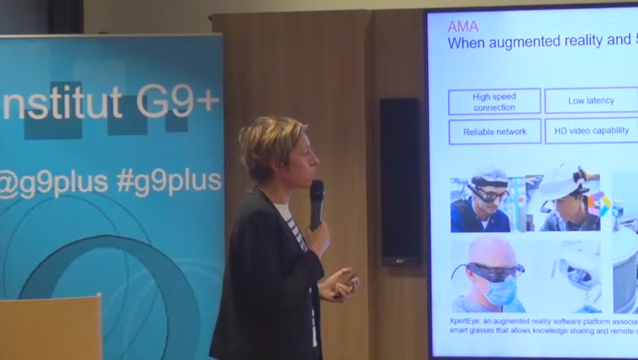 nstitut G9+
@g9plus #g9plus
AMA
When augmented reality and 5
High speed
connection
Low latency
Reliable network
HD video capability
XpertEye: an augmented reality software platform associa
smart glasses that allows knowledge sharing and remote